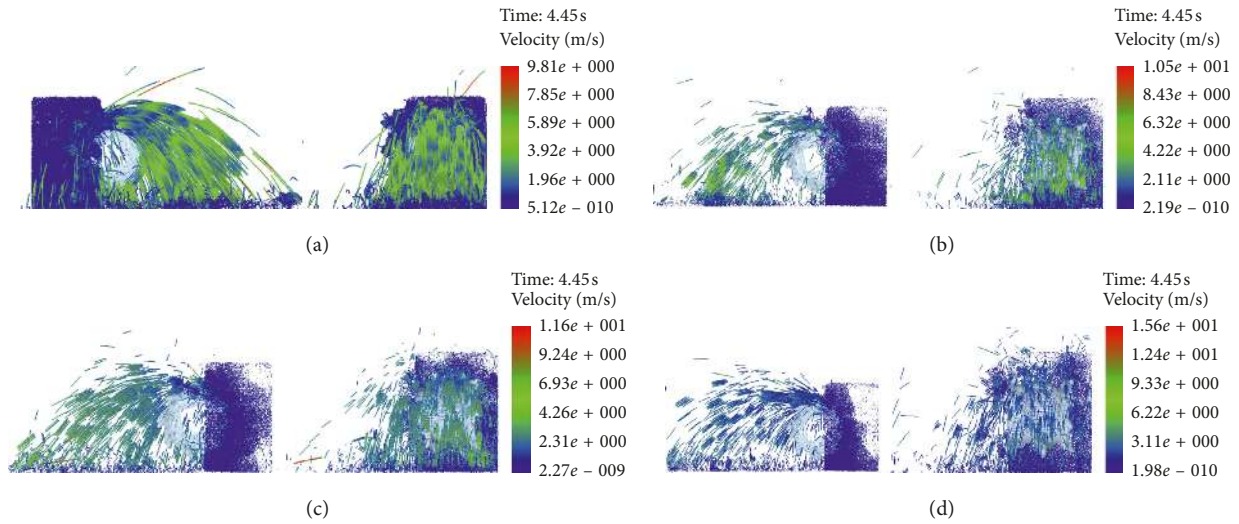 Time: 4.45 s
Velocity (m/s)
9.81e + 000
7.85e + 000
5.89e + 000
3.92e + 000
1.96e + 000
5.12e – 010
(a)
Time: 4.45 s
Velocity (m/s)
1.05e + 001
8.43e + 000
6.32e + 000
4.22e + 000
2.11e + 000
2.19e – 010
(b)
Time: 4.45 s
Velocity (m/s)
1.16e + 001
9.24e + 000
6.93e + 000
4.26e + 000
2.31e + 000
2.27e – 009
(c)
Time: 4.45 s
Velocity (m/s)
1.56e + 001
1.24e + 001
9.33e + 000
6.22e + 000
3.11e + 000
1.98e – 010
(d)